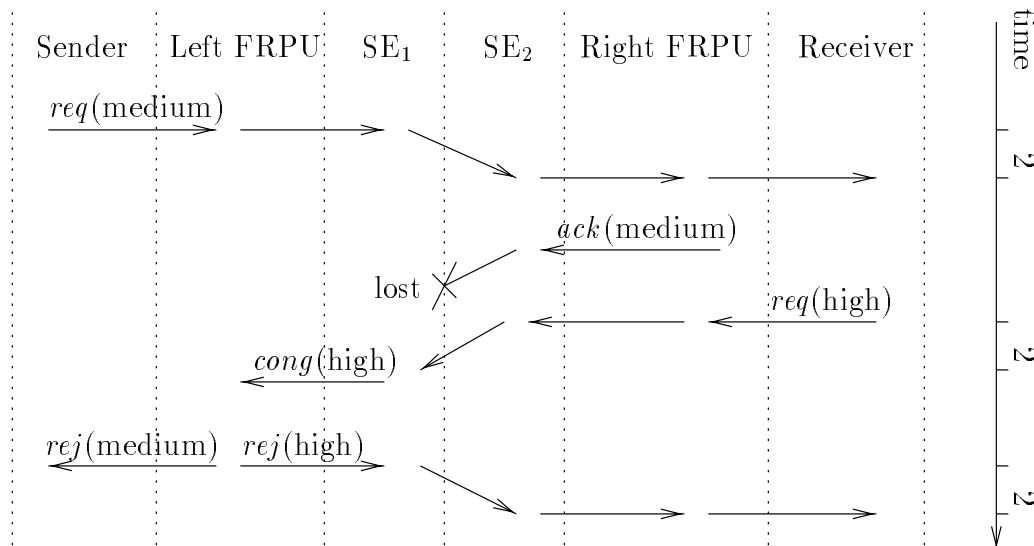 Sender Left FRPU SE₁ SE₂ Right FRPU Receiver
time
req(medium)
2
ack(medium)
lost
req(high)
cong(high)
2
rej(medium) rej(high)
2